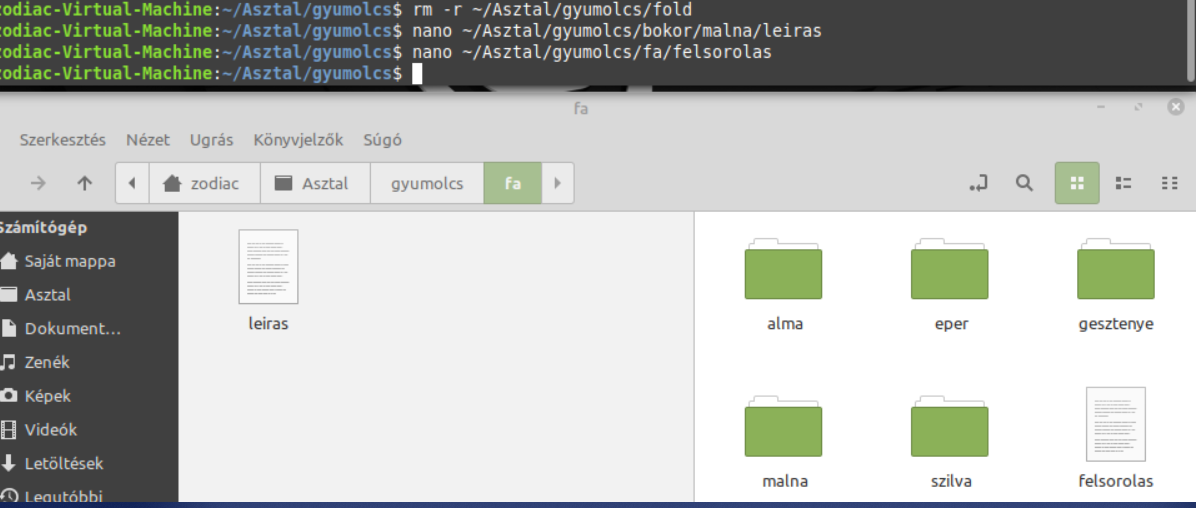 zodiac-Virtual-Machine:~/Asztal/gyumolcs$ rm -r ~/Asztal/gyumolcs/fold
zodiac-Virtual-Machine:~/Asztal/gyumolcs$ nano ~/Asztal/gyumolcs/bokor/malna/leiras
zodiac-Virtual-Machine:~/Asztal/gyumolcs$ nano ~/Asztal/gyumolcs/fa/felsorolas
zodiac-Virtual-Machine:~/Asztal/gyumolcs$
fa
Szerkesztés Nézet Ugrás Könyvjelzők Súgó
zodiac Asztal gyumolcs fa
Számítógép
Saját mappa
Asztal
Dokument...
Zenék
Képek
Videók
Letöltések
Legutóbbi
leiras
alma eper gesztenye
malna szilva felsorolas